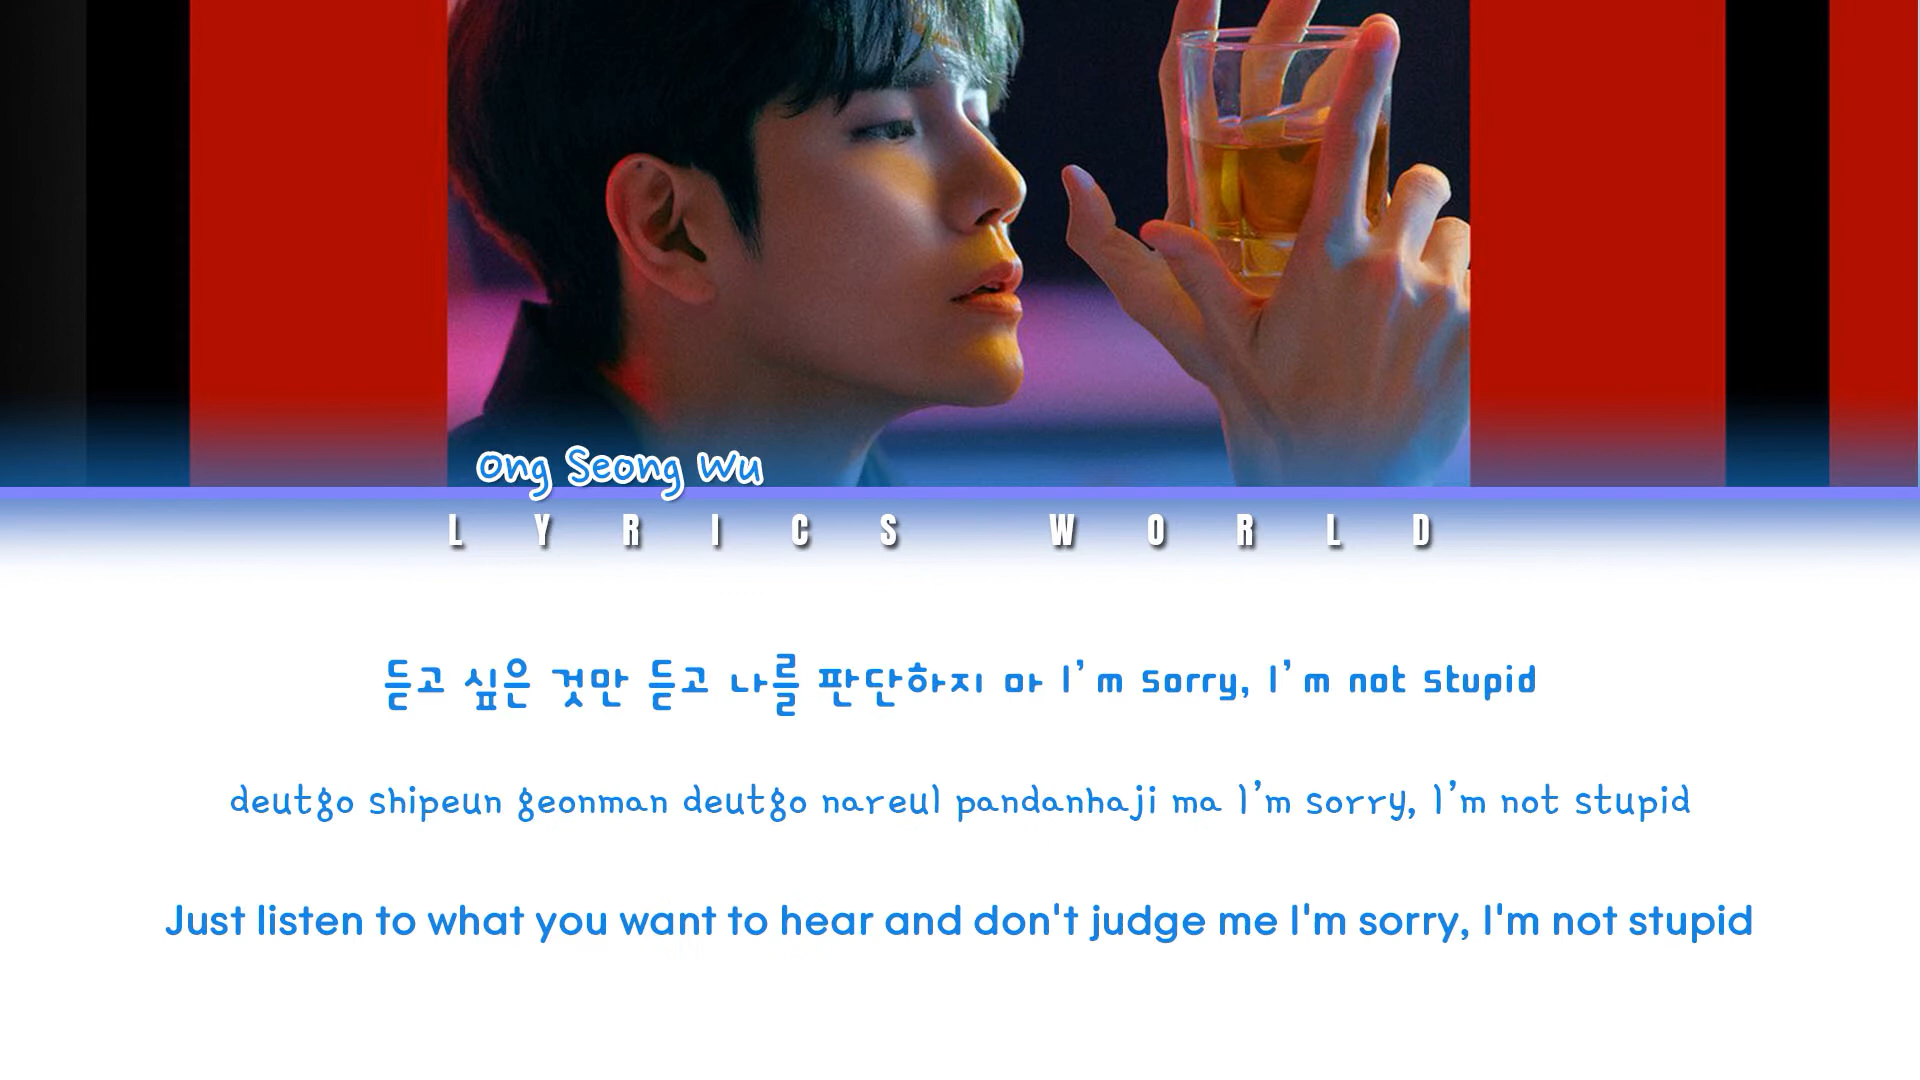 Ong Seong Wu
LYRICS WORLD
듣고 싶은 것만 듣고 나를 판단하지 마 I'm sorry, I'm not stupid
deutgo shipeun geonman deutgo nareul pandanhaji ma I'm sorry, I'm not stupid
Just listen to what you want to hear and don't judge me I'm sorry, I'm not stupid